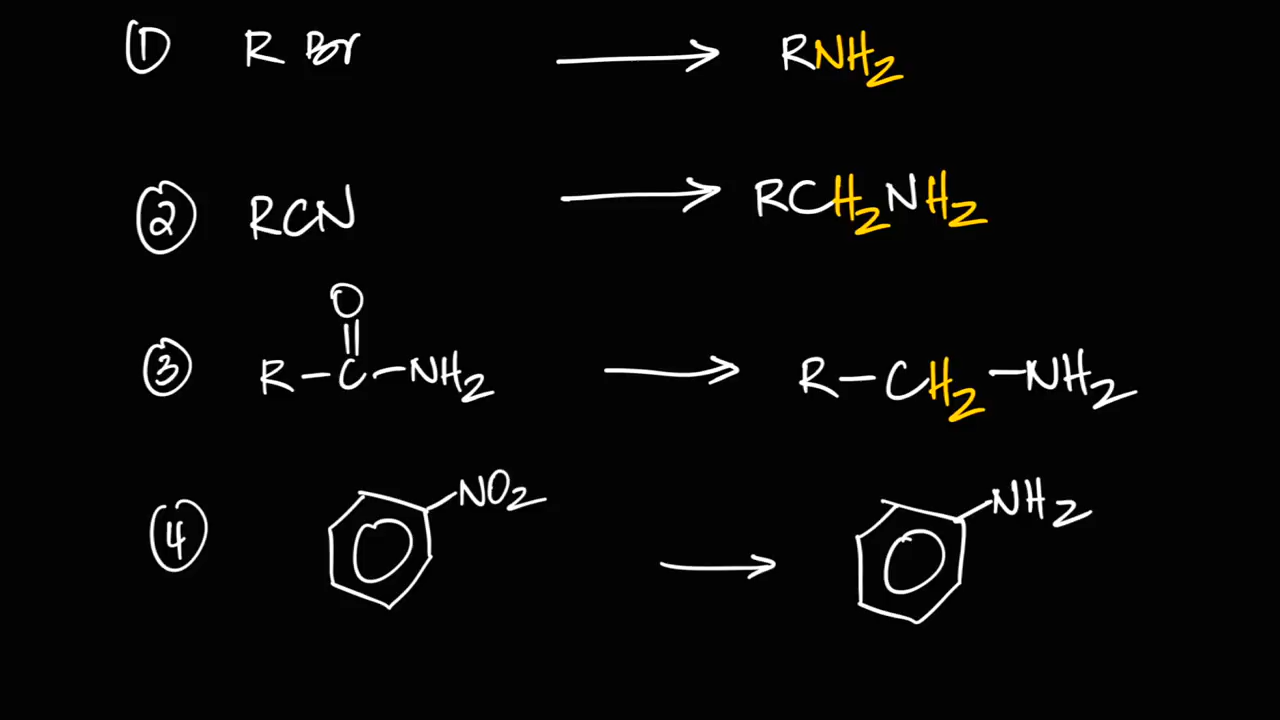 ① R Br ⟶ RNH₂
② RCN ⟶ RCH₂NH₂
O
③ R–C–NH₂ ⟶ R–CH₂–NH₂
NO₂ NH₂
④ ⟶